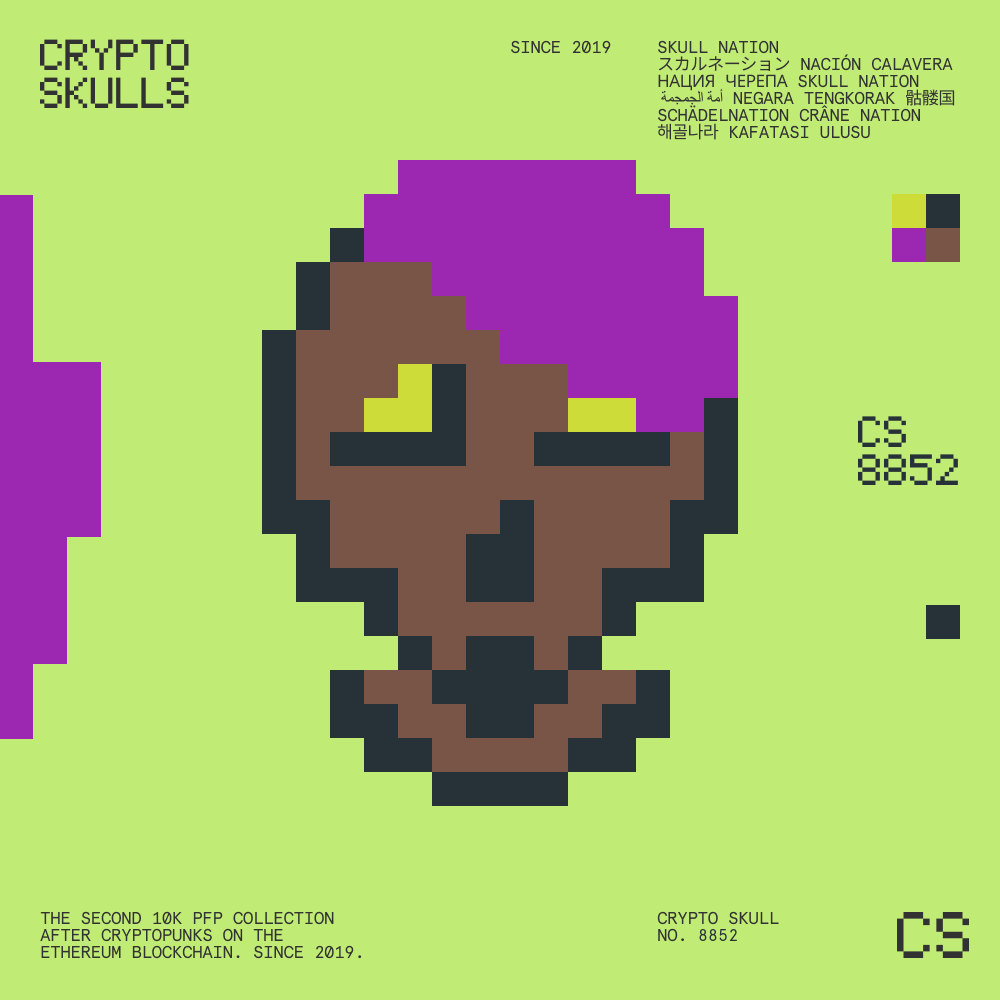 CRYPTO
SKULLS
SINCE 2019
SKULL NATION
スカルネーション NACIÓN CALAVERA
НАЦИЯ ЧЕРЕПА SKULL NATION
أمة الجمجمة NEGARA TENGKORAK 骷髅国
SCHÄDELNATION CRÂNE NATION
해골나라 KAFATASI ULUSU
CS
8852
THE SECOND 10K PFP COLLECTION
AFTER CRYPTOPUNKS ON THE
ETHEREUM BLOCKCHAIN. SINCE 2019.
CRYPTO SKULL
NO. 8852
CS